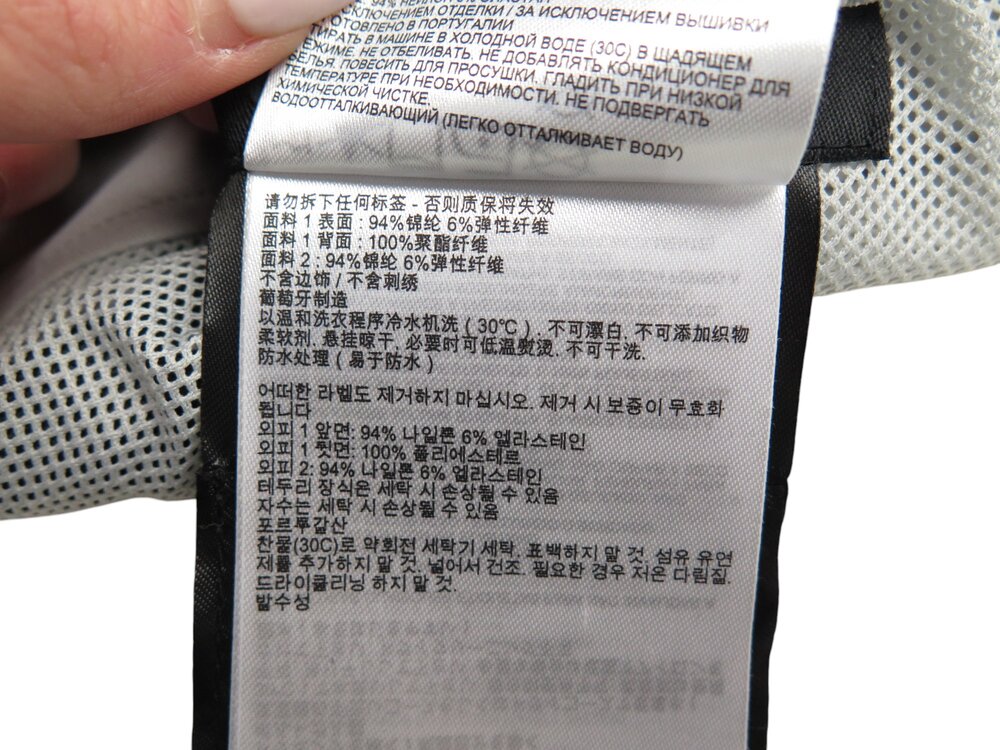 94% НЕЙЛОН
ИСКЛЮЧЕНИЕМ ОТДЕЛКИ / ЗА ИСКЛЮЧЕНИЕМ ВЫШИВКИ
ИЗГОТОВЛЕНО В ПОРТУГАЛИИ
СТИРАТЬ В МАШИНЕ В ХОЛОДНОЙ ВОДЕ (30С) В ЩАДЯЩЕМ
РЕЖИМЕ. НЕ ОТБЕЛИВАТЬ. НЕ ДОБАВЛЯТЬ КОНДИЦИОНЕР ДЛЯ
БЕЛЬЯ. ПОВЕСИТЬ ДЛЯ ПРОСУШКИ. ГЛАДИТЬ ПРИ НИЗКОЙ
ТЕМПЕРАТУРЕ ПРИ НЕОБХОДИМОСТИ. НЕ ПОДВЕРГАТЬ
ХИМИЧЕСКОЙ ЧИСТКЕ.
ВОДООТТАЛКИВАЮЩИЙ (ЛЕГКО ОТТАЛКИВАЕТ ВОДУ)
请勿拆下任何标签 - 否则质保将失效
面料 1 表面 : 94%锦纶 6%弹性纤维
面料 1 背面 : 100%聚酯纤维
面料 2 : 94%锦纶 6%弹性纤维
不含边饰 / 不含刺绣
葡萄牙制造
以温和洗衣程序冷水机洗（30℃）. 不可漂白. 不可添加织物
柔软剂. 悬挂晾干. 必要时可低温熨烫. 不可干洗.
防水处理（易于防水）
어떠한 라벨도 제거하지 마십시오. 제거 시 보증이 무효화
됩니다
외피 1 앞면: 94% 나일론 6% 엘라스테인
외피 1 뒷면: 100% 폴리에스테르
외피 2: 94% 나일론 6% 엘라스테인
테두리 장식은 세탁 시 손상될 수 있음
자수는 세탁 시 손상될 수 있음
포르투갈산
찬물(30C)로 약회전 세탁기 세탁. 표백하지 말 것. 섬유 유연
제를 추가하지 말 것. 널어서 건조. 필요한 경우 저온 다림질.
드라이클리닝 하지 말 것.
발수성